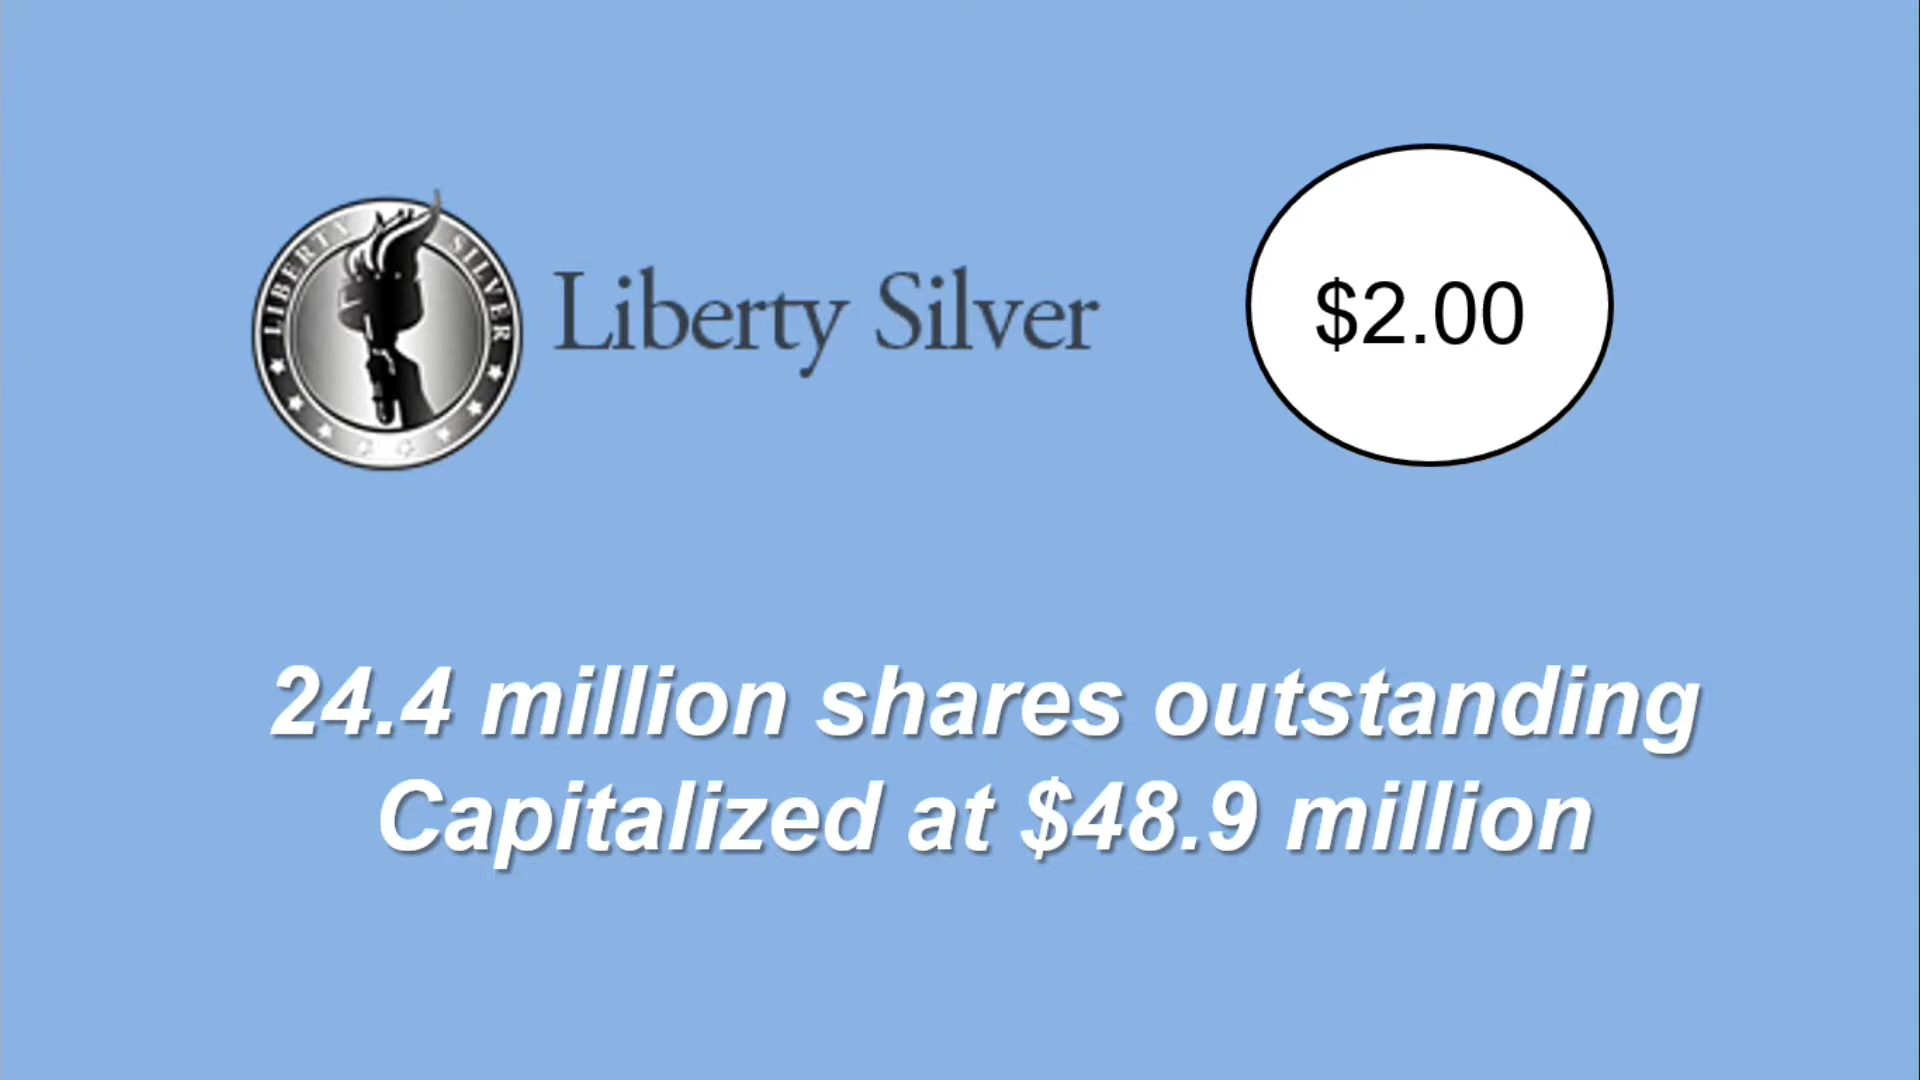 LIBERTY SILVER
Liberty Silver
$2.00
24.4 million shares outstanding
Capitalized at $48.9 million